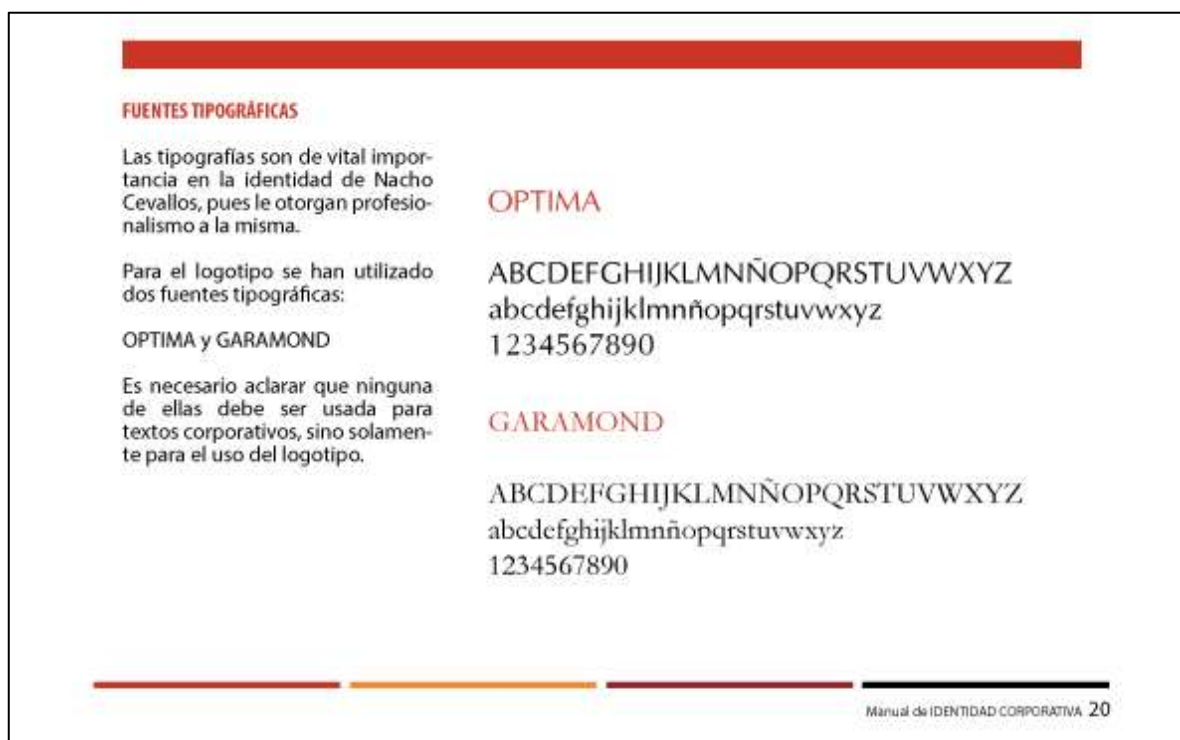 FUENTES TIPOGRÁFICAS
Las tipografías son de vital impor-
tancia en la identidad de Nacho
Cevallos, pues le otorgan profesio-
nalismo a la misma.
Para el logotipo se han utilizado
dos fuentes tipográficas:
OPTIMA y GARAMOND
Es necesario aclarar que ninguna
de ellas debe ser usada para
textos corporativos, sino solamen-
te para el uso del logotipo.
OPTIMA
ABCDEFGHIJKLMNÑOPQRSTUVWXYZ
abcdefghijklmnñopqrstuvwxyz
1234567890
GARAMOND
ABCDEFGHIJKLMNÑOPQRSTUVWXYZ
abcdefghijklmnñopqrstuvwxyz
1234567890
Manual de IDENTIDAD CORPORATIVA 20